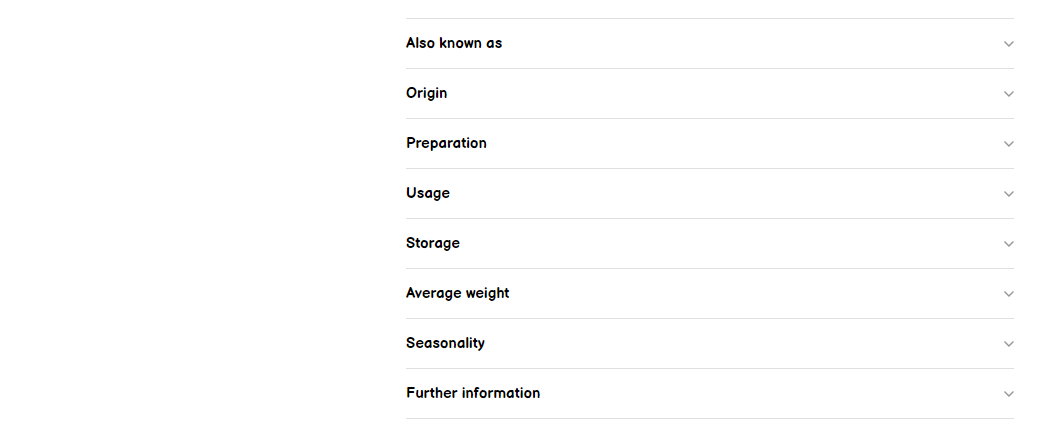 Also known as
Origin
Preparation
Usage
Storage
Average weight
Seasonality
Further information